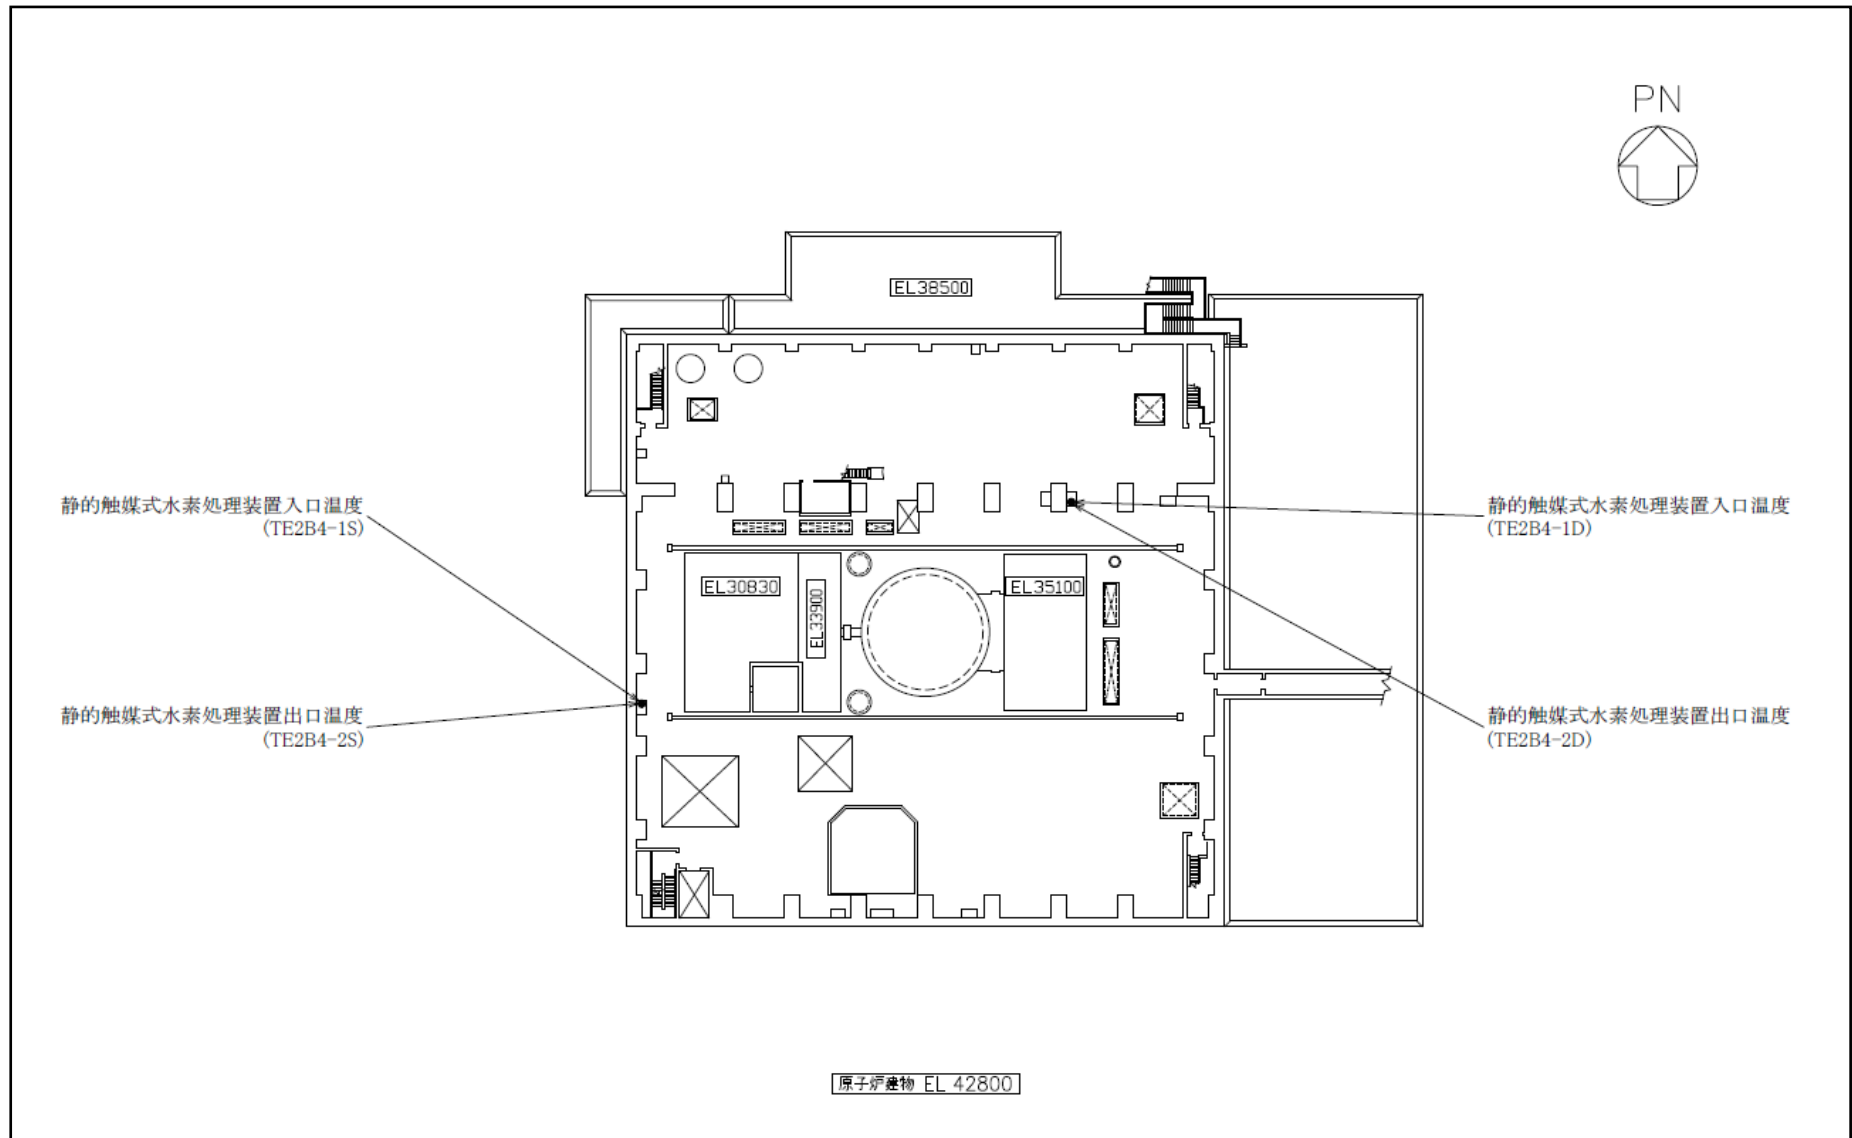 PN
EL38500
静的触媒式水素処理装置入口温度
(TE2B4-1S)
静的触媒式水素処理装置入口温度
(TE2B4-1D)
EL30830
EL33900
EL35100
静的触媒式水素処理装置出口温度
(TE2B4-2S)
静的触媒式水素処理装置出口温度
(TE2B4-2D)
原子炉建物 EL 42800